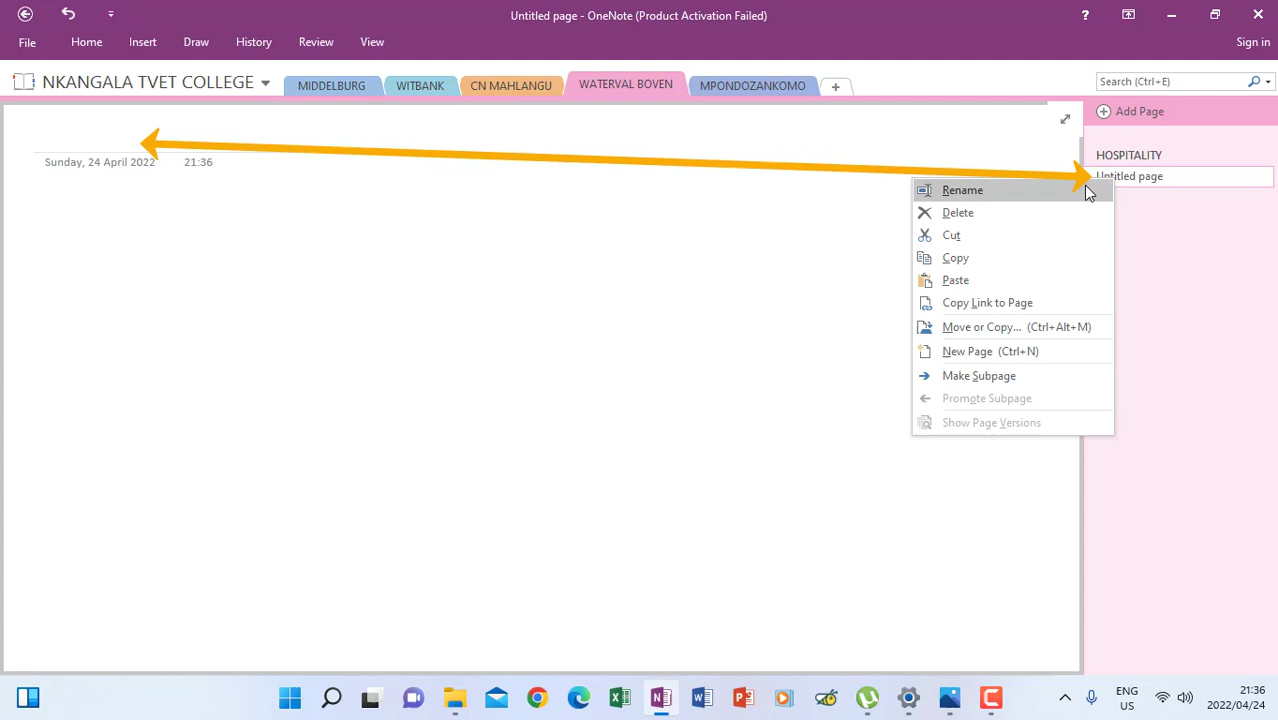 Untitled page - OneNote (Product Activation Failed)
?
File Home Insert Draw History Review View Sign in
NKANGALA TVET COLLEGE MIDDELBURG WITBANK CN MAHLANGU WATERVAL BOVEN MPONDOZANKOMO + Search (Ctrl+E)
Add Page
HOSPITALITY
Untitled page
Sunday, 24 April 2022 21:36
Rename
Delete
Cut
Copy
Paste
Copy Link to Page
Move or Copy... (Ctrl+Alt+M)
New Page (Ctrl+N)
Make Subpage
Promote Subpage
Show Page Versions
ENG
US
21:36
2022/04/24